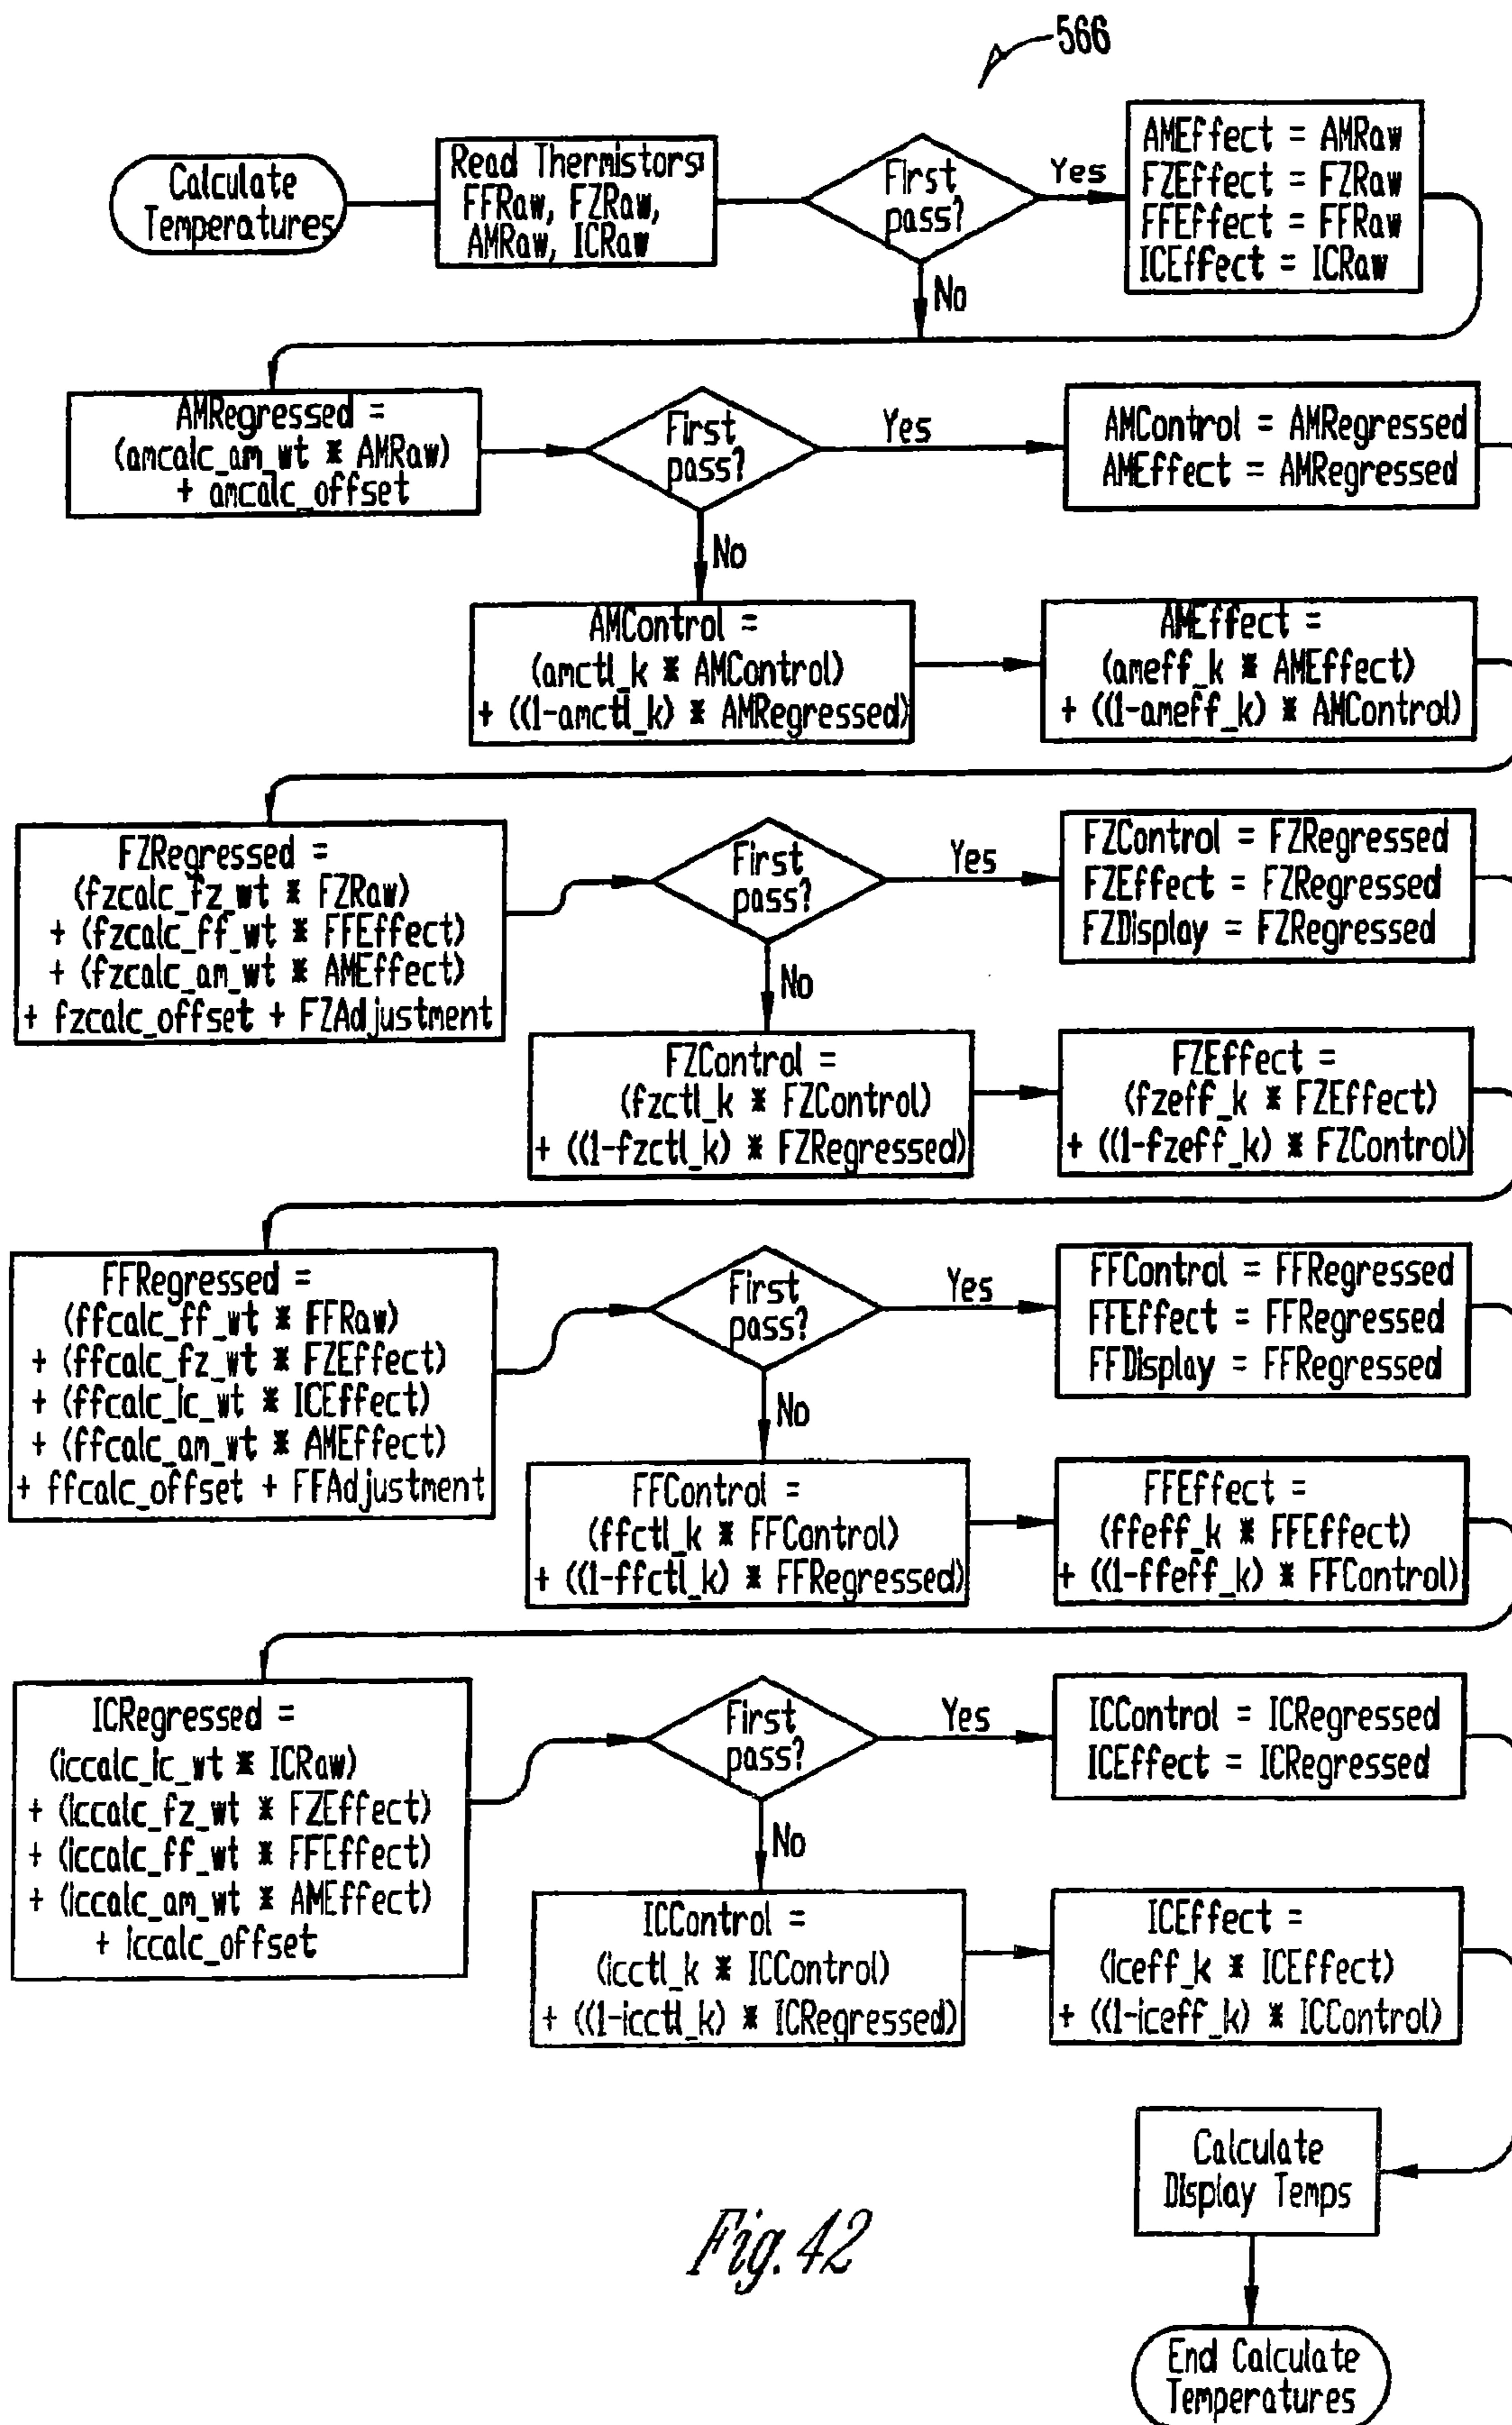 566
Calculate
Temperatures
Read Thermistors:
FFRaw, FZRaw,
AMRaw, ICRaw
First
pass?
Yes
No
AMEffect = AMRaw
FZEffect = FZRaw
FFEffect = FFRaw
ICEffect = ICRaw
AMRegressed =
(amcalc_am_wt * AMRaw)
+ amcalc_offset
First
pass?
Yes
No
AMControl = AMRegressed
AMEffect = AMRegressed
AMControl =
(amctl_k * AMControl)
+ ((1-amctl_k) * AMRegressed)
AMEffect =
(ameff_k * AMEffect)
+ ((1-ameff_k) * AMControl)
FZRegressed =
(fzcalc_fz_wt * FZRaw)
+ (fzcalc_ff_wt * FFEffect)
+ (fzcalc_am_wt * AMEffect)
+ fzcalc_offset + FZAdjustment
First
pass?
Yes
No
FZControl = FZRegressed
FZEffect = FZRegressed
FZDisplay = FZRegressed
FZControl =
(fzctl_k * FZControl)
+ ((1-fzctl_k) * FZRegressed)
FZEffect =
(fzeff_k * FZEffect)
+ ((1-fzeff_k) * FZControl)
FFRegressed =
(ffcalc_ff_wt * FFRaw)
+ (ffcalc_fz_wt * FZEffect)
+ (ffcalc_ic_wt * ICEffect)
+ (ffcalc_am_wt * AMEffect)
+ ffcalc_offset + FFAdjustment
First
pass?
Yes
No
FFControl = FFRegressed
FFEffect = FFRegressed
FFDisplay = FFRegressed
FFControl =
(ffctl_k * FFControl)
+ ((1-ffctl_k) * FFRegressed)
FFEffect =
(ffeff_k * FFEffect)
+ ((1-ffeff_k) * FFControl)
ICRegressed =
(iccalc_ic_wt * ICRaw)
+ (iccalc_fz_wt * FZEffect)
+ (iccalc_ff_wt * FFEffect)
+ (iccalc_am_wt * AMEffect)
+ iccalc_offset
First
pass?
Yes
No
ICControl = ICRegressed
ICEffect = ICRegressed
ICControl =
(icctl_k * ICControl)
+ ((1-icctl_k) * ICRegressed)
ICEffect =
(iceff_k * ICEffect)
+ ((1-iceff_k) * ICControl)
Calculate
Display Temps
End Calculate
Temperatures
Fig. 42